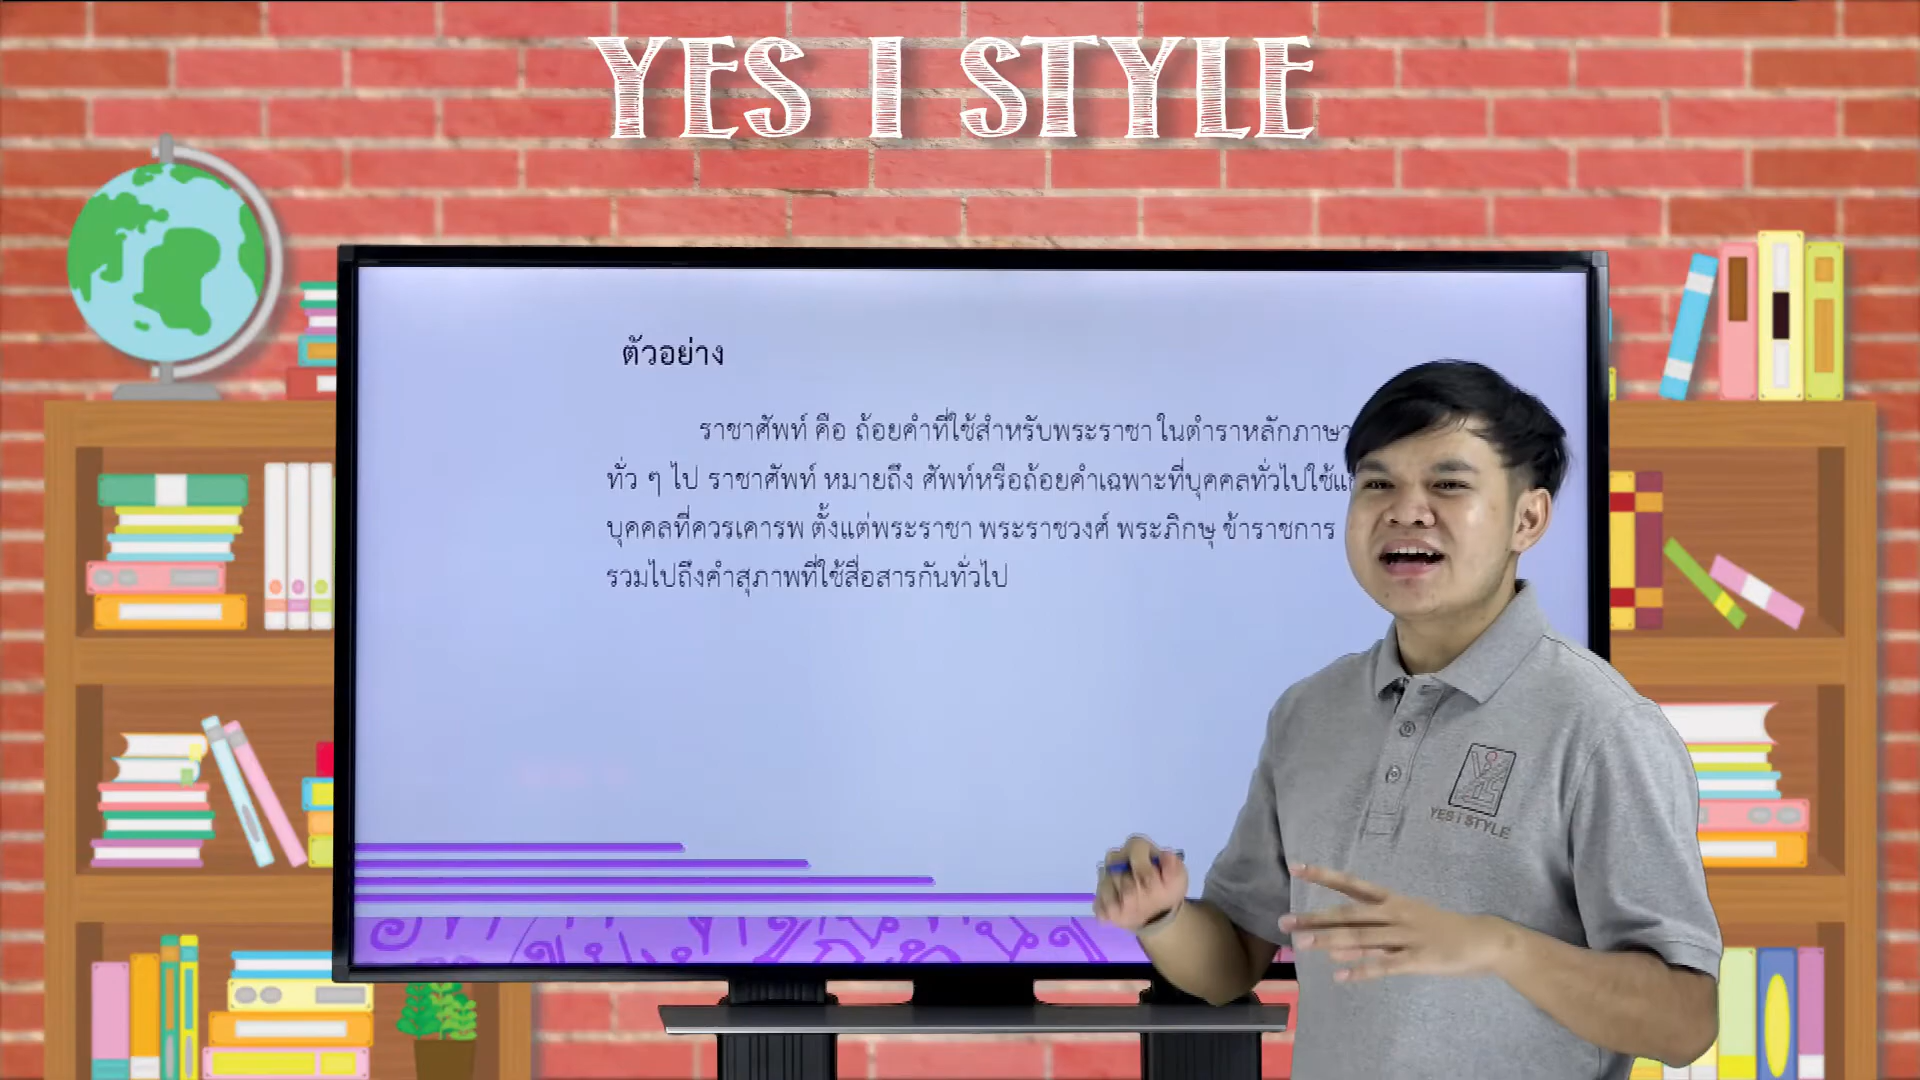 YES I STYLE
ตัวอย่าง
ราชาศัพท์ คือ ถ้อยคำที่ใช้สำหรับพระราชา ในตำราหลักภาษา
ทั่ว ๆ ไป ราชาศัพท์ หมายถึง ศัพท์หรือถ้อยคำเฉพาะที่บุคคลทั่วไปใช้
บุคคลที่ควรเคารพ ตั้งแต่พระราชา พระราชวงศ์ พระภิกษุ ข้าราชการ
รวมไปถึงคำสุภาพที่ใช้สื่อสารกันทั่วไป
YES i STYLE